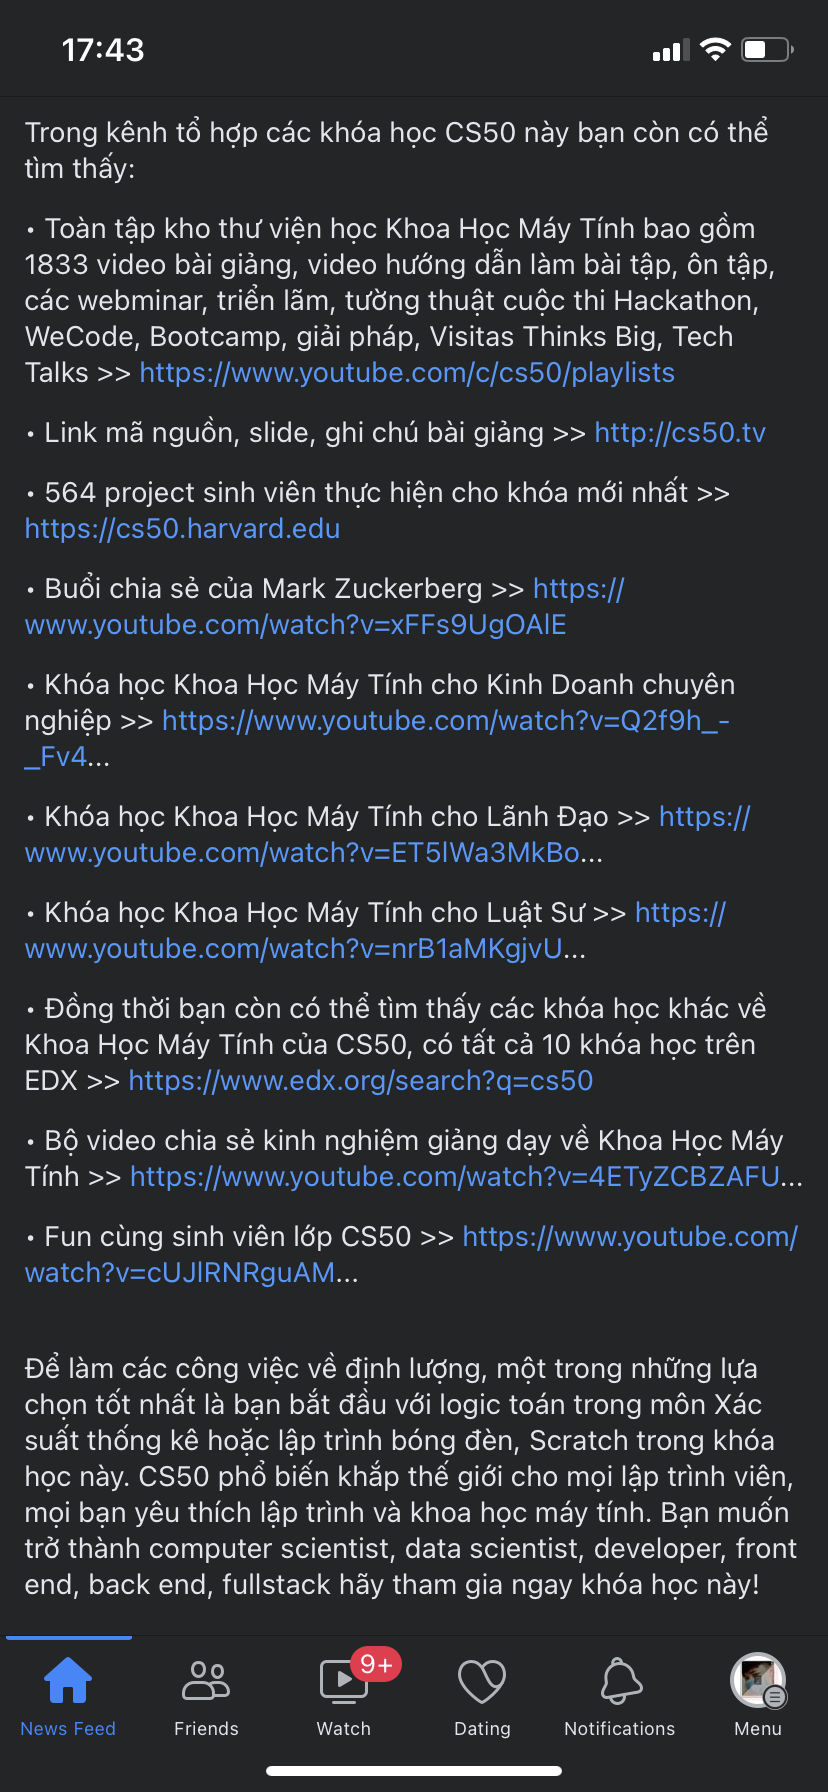 17:43
Trong kênh tổ hợp các khóa học CS50 này bạn còn có thể
tìm thấy:
• Toàn tập kho thư viện học Khoa Học Máy Tính bao gồm
1833 video bài giảng, video hướng dẫn làm bài tập, ôn tập,
các webminar, triển lãm, tường thuật cuộc thi Hackathon,
WeCode, Bootcamp, giải pháp, Visitas Thinks Big, Tech
Talks >> https://www.youtube.com/c/cs50/playlists
• Link mã nguồn, slide, ghi chú bài giảng >> http://cs50.tv
• 564 project sinh viên thực hiện cho khóa mới nhất >>
https://cs50.harvard.edu
• Buổi chia sẻ của Mark Zuckerberg >> https://
www.youtube.com/watch?v=xFFs9UgOAlE
• Khóa học Khoa Học Máy Tính cho Kinh Doanh chuyên
nghiệp >> https://www.youtube.com/watch?v=Q2f9h_-
_Fv4...
• Khóa học Khoa Học Máy Tính cho Lãnh Đạo >> https://
www.youtube.com/watch?v=ET5lWa3MkBo...
• Khóa học Khoa Học Máy Tính cho Luật Sư >> https://
www.youtube.com/watch?v=nrB1aMKgjvU...
• Đồng thời bạn còn có thể tìm thấy các khóa học khác về
Khoa Học Máy Tính của CS50, có tất cả 10 khóa học trên
EDX >> https://www.edx.org/search?q=cs50
• Bộ video chia sẻ kinh nghiệm giảng dạy về Khoa Học Máy
Tính >> https://www.youtube.com/watch?v=4ETyZCBZAFU...
• Fun cùng sinh viên lớp CS50 >> https://www.youtube.com/
watch?v=cUJlRNRguAM...
Để làm các công việc về định lượng, một trong những lựa
chọn tốt nhất là bạn bắt đầu với logic toán trong môn Xác
suất thống kê hoặc lập trình bóng đèn, Scratch trong khóa
học này. CS50 phổ biến khắp thế giới cho mọi lập trình viên,
mọi bạn yêu thích lập trình và khoa học máy tính. Bạn muốn
trở thành computer scientist, data scientist, developer, front
end, back end, fullstack hãy tham gia ngay khóa học này!
9+
News Feed Friends Watch Dating Notifications Menu